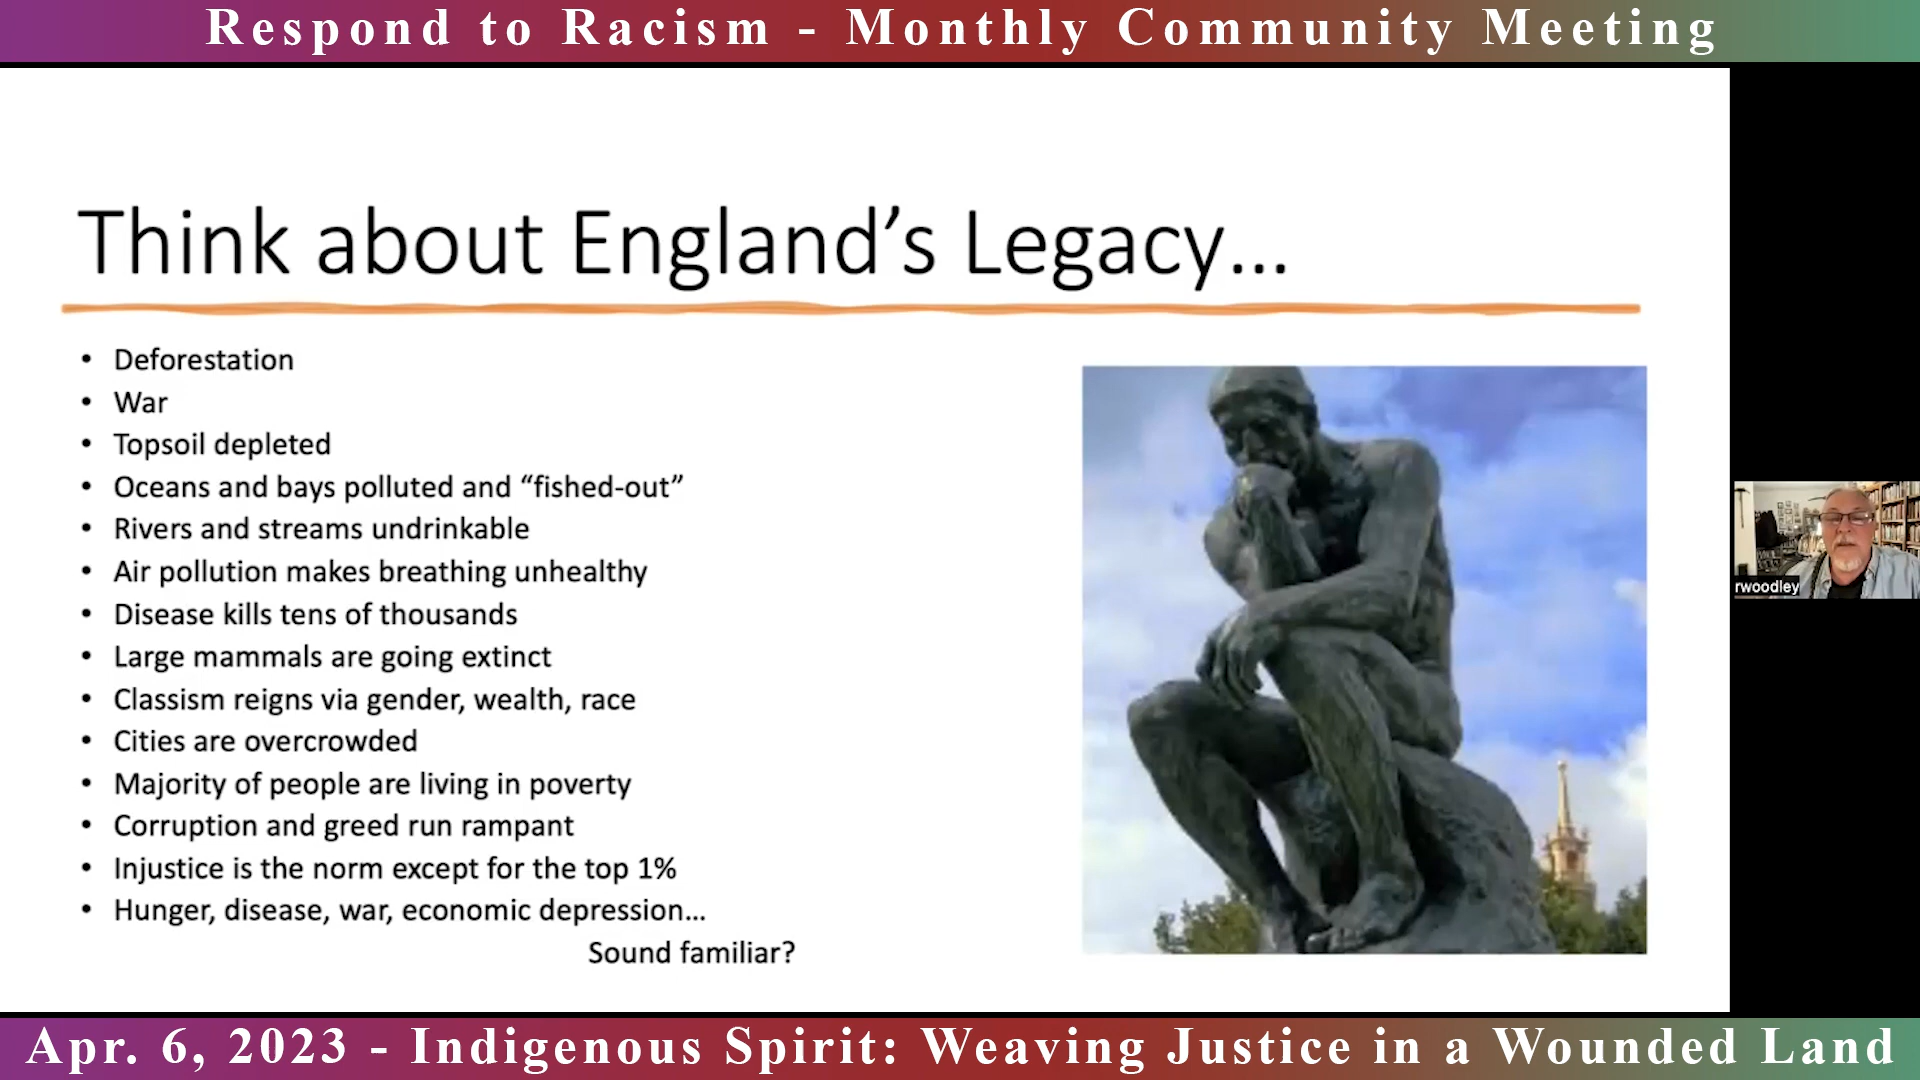 Respond to Racism - Monthly Community Meeting
Think about England’s Legacy...
• Deforestation
• War
• Topsoil depleted
• Oceans and bays polluted and “fished-out”
• Rivers and streams undrinkable
• Air pollution makes breathing unhealthy
• Disease kills tens of thousands
• Large mammals are going extinct
• Classism reigns via gender, wealth, race
• Cities are overcrowded
• Majority of people are living in poverty
• Corruption and greed run rampant
• Injustice is the norm except for the top 1%
• Hunger, disease, war, economic depression...
Sound familiar?
rwoodley
Apr. 6, 2023 - Indigenous Spirit: Weaving Justice in a Wounded Land